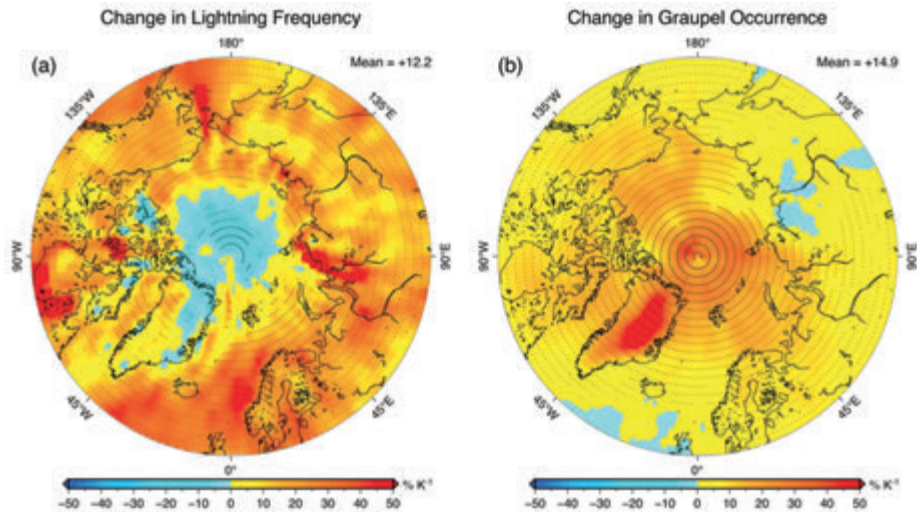 Change in Lightning Frequency
Change in Graupel Occurrence
(a)
180°
Mean = +12.2
(b)
180°
Mean = +14.9
135°W
135°E
135°W
135°E
90°W
90°E
90°W
90°E
45°W
45°E
45°W
45°E
0°
0°
−50 −40 −30 −20 −10 0 10 20 30 40 50 % K⁻¹
−50 −40 −30 −20 −10 0 10 20 30 40 50 % K⁻¹